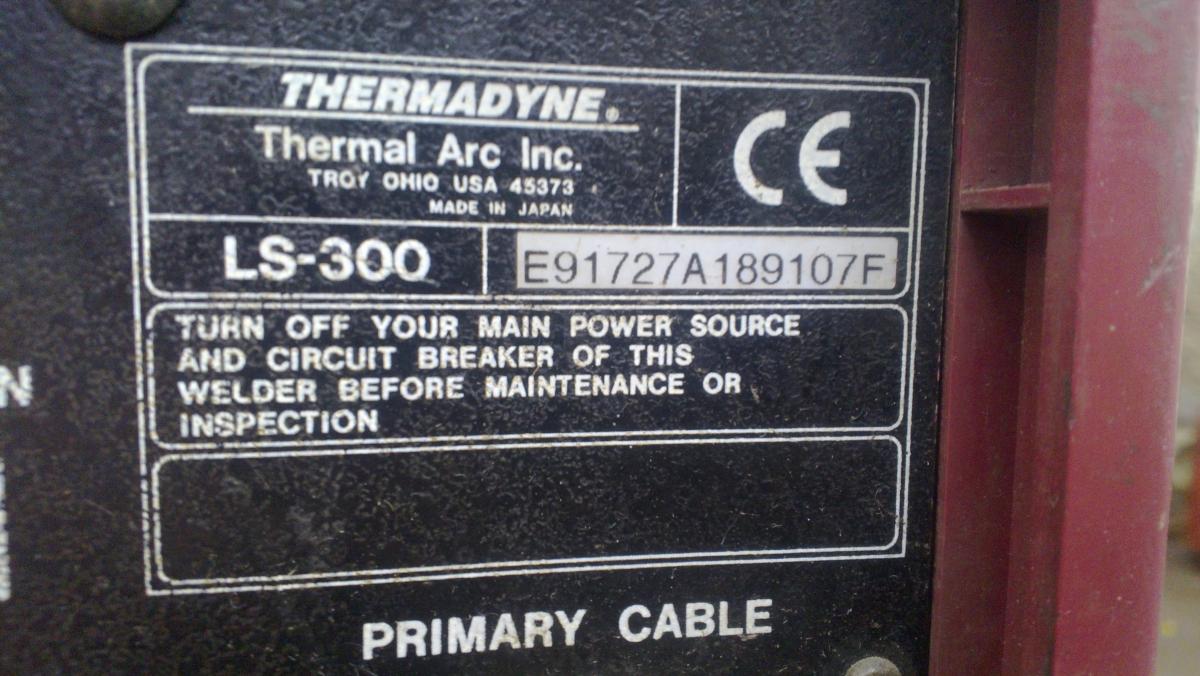 THERMADYNE®
Thermal Arc Inc.
TROY OHIO USA 45373
MADE IN JAPAN
CE
LS-300 E91727A189107F
TURN OFF YOUR MAIN POWER SOURCE
AND CIRCUIT BREAKER OF THIS
WELDER BEFORE MAINTENANCE OR
INSPECTION
PRIMARY CABLE